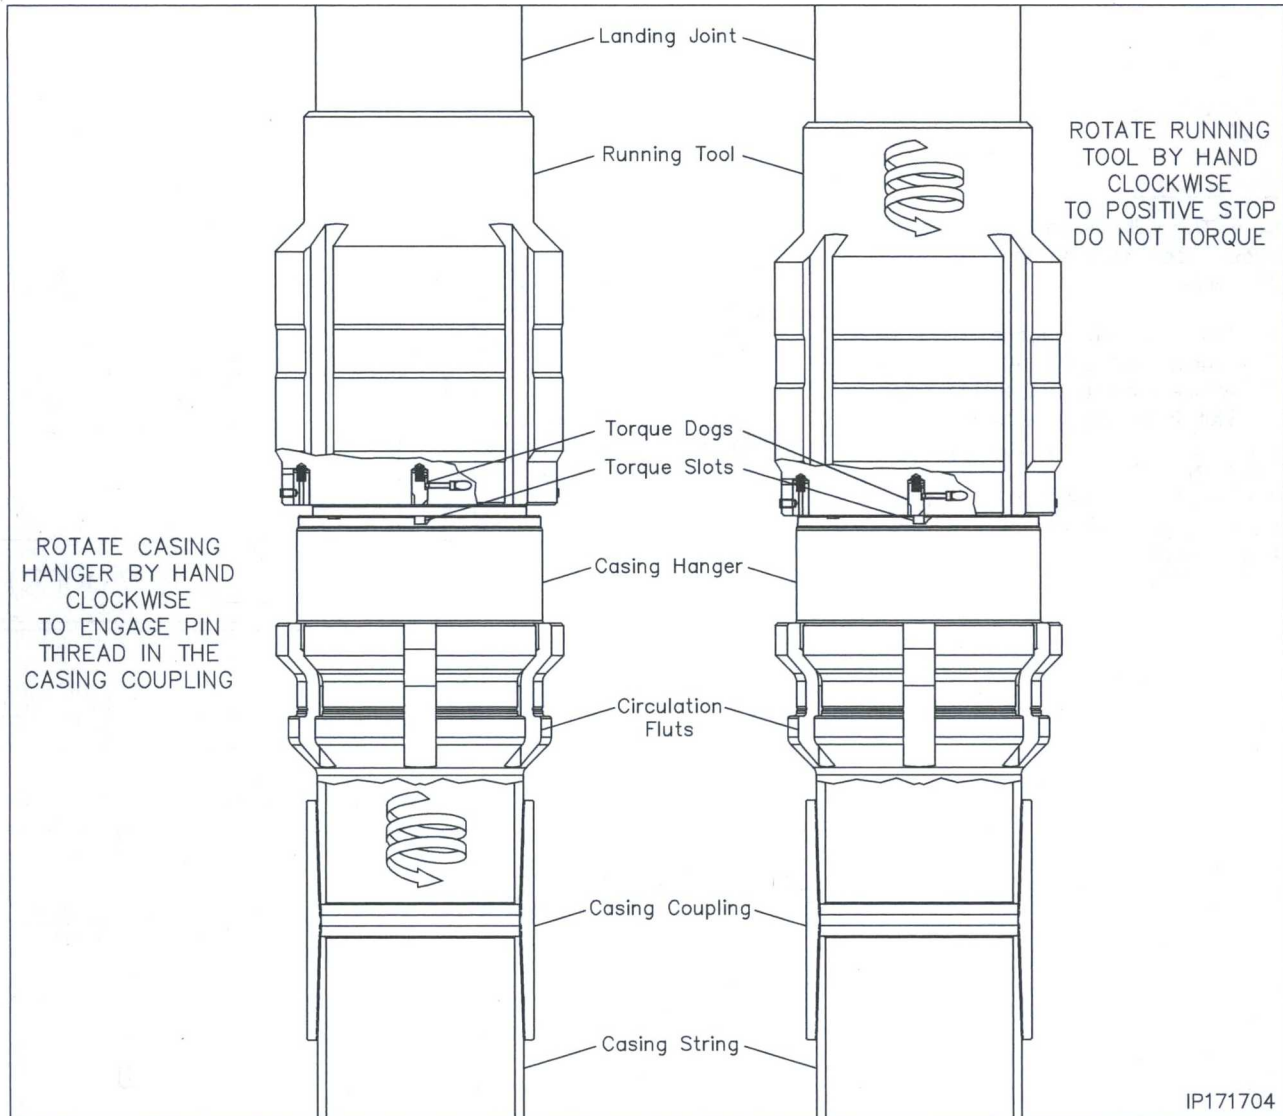 Landing Joint
Running Tool
ROTATE RUNNING
TOOL BY HAND
CLOCKWISE
TO POSITIVE STOP
DO NOT TORQUE
Torque Dogs
Torque Slots
ROTATE CASING
HANGER BY HAND
CLOCKWISE
TO ENGAGE PIN
THREAD IN THE
CASING COUPLING
Casing Hanger
Circulation
Fluts
Casing Coupling
Casing String
IP171704